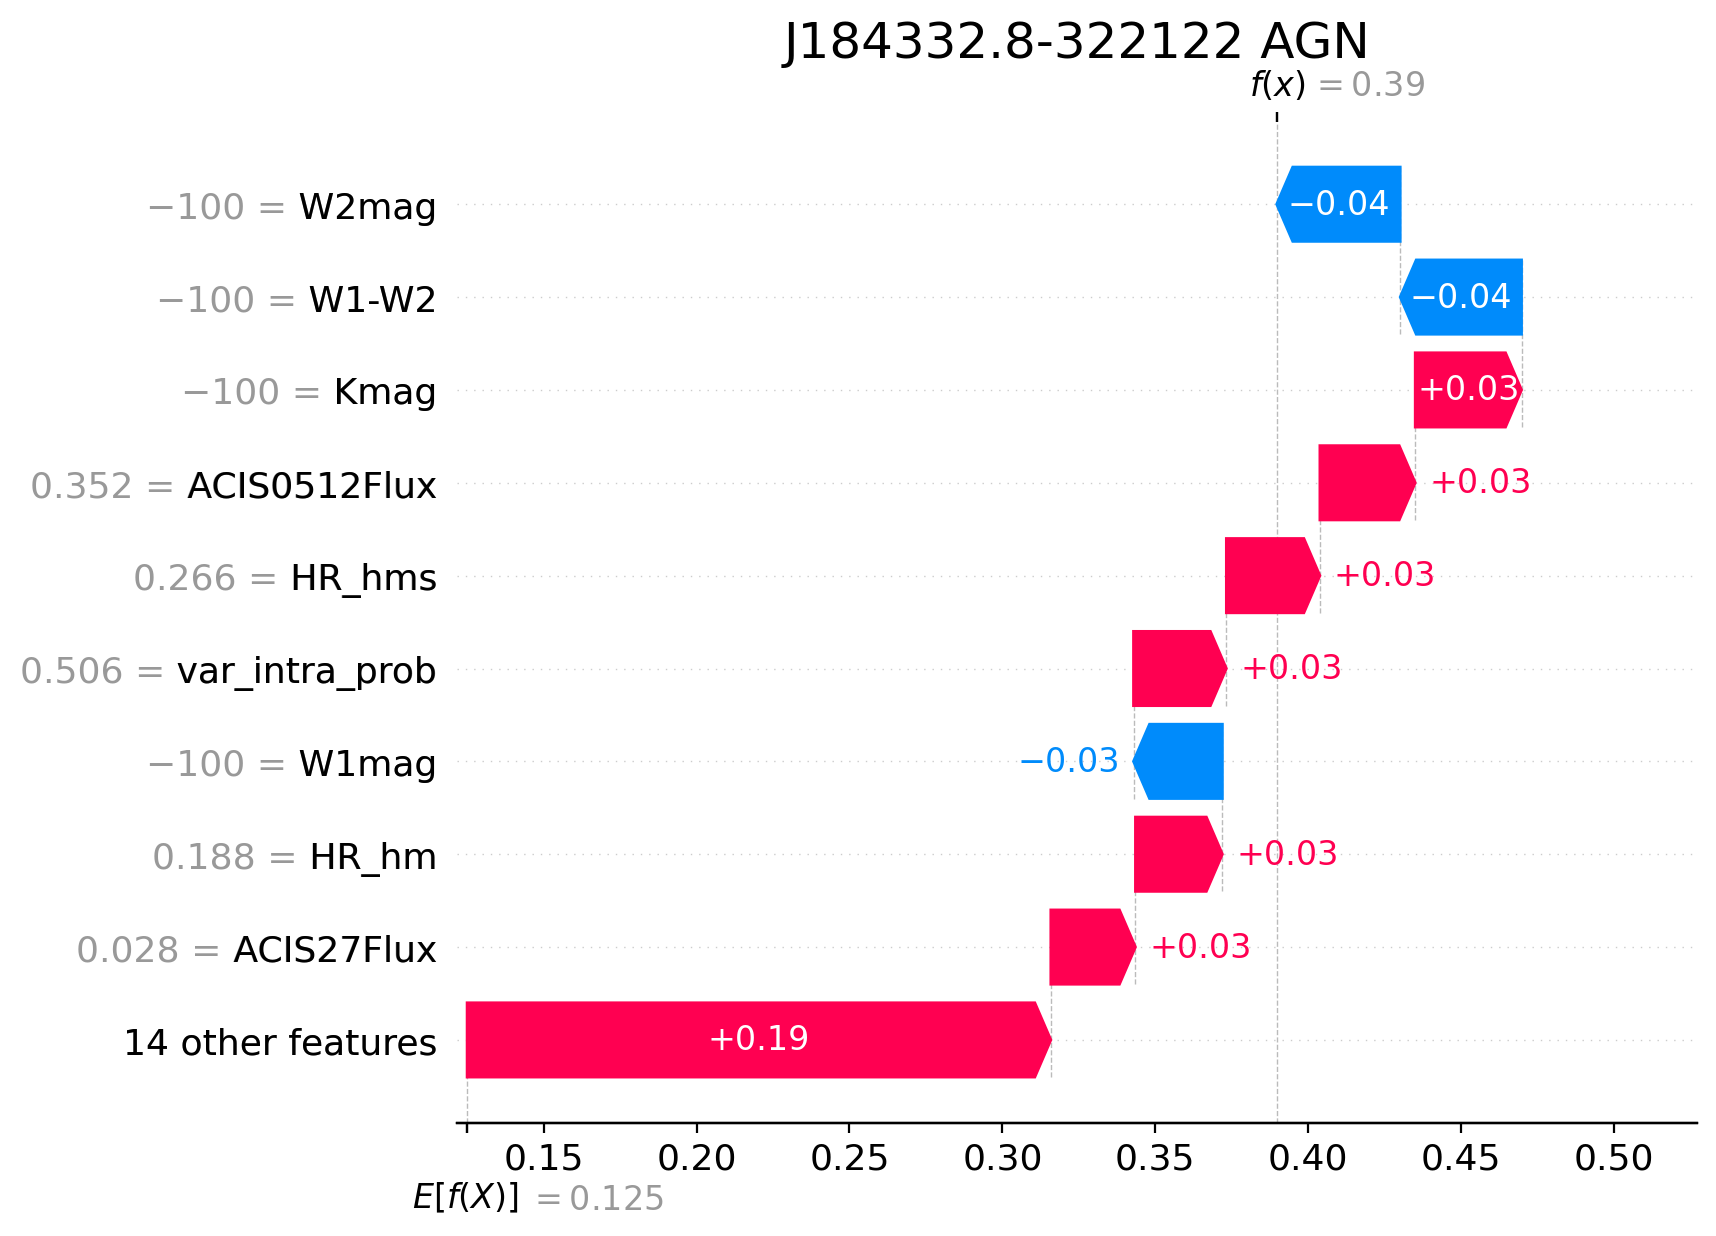 J184332.8-322122 AGN
f(x) = 0.39
−100 = W2mag −0.04
−100 = W1-W2 −0.04
−100 = Kmag +0.03
0.352 = ACIS0512Flux +0.03
0.266 = HR_hms +0.03
0.506 = var_intra_prob +0.03
−100 = W1mag −0.03
0.188 = HR_hm +0.03
0.028 = ACIS27Flux +0.03
14 other features +0.19
0.15 0.20 0.25 0.30 0.35 0.40 0.45 0.50
E[f(X)] = 0.125